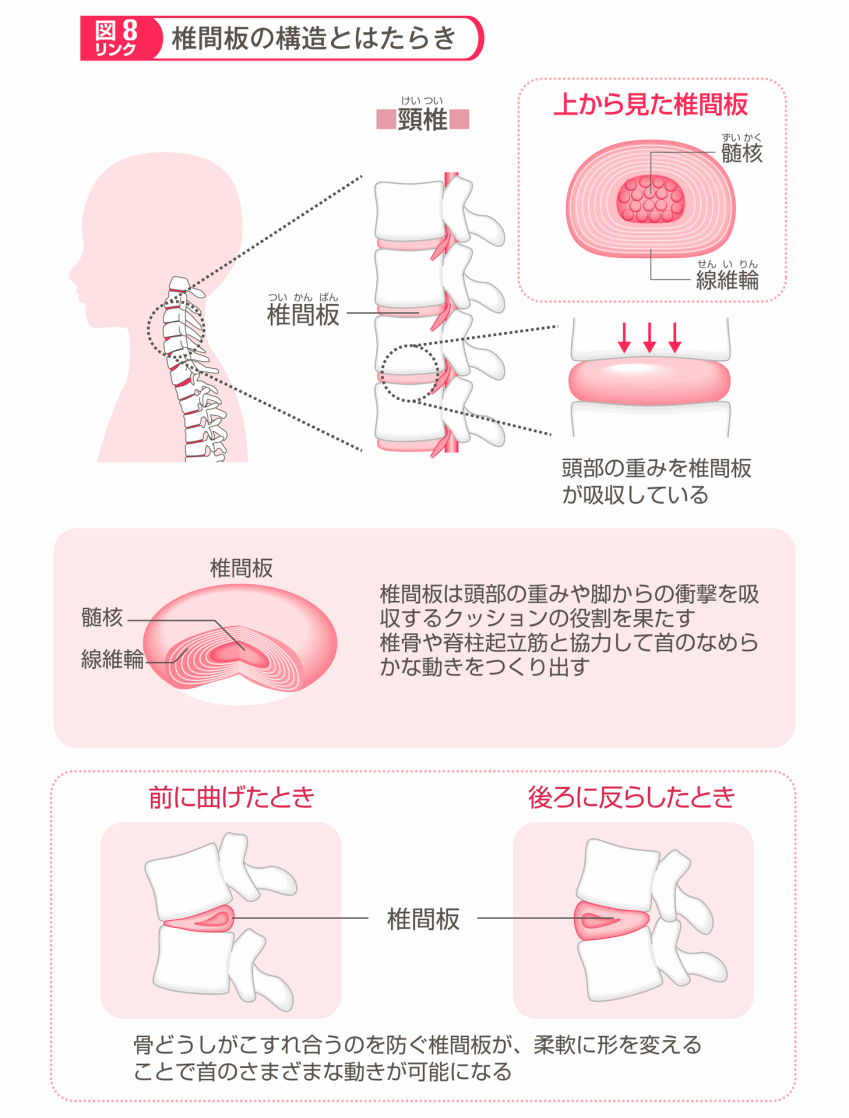 図8
リンク
椎間板の構造とはたらき
けいつい
■頸椎■
上から見た椎間板
ずいかく
髄核
せんいりん
線維輪
ついかんばん
椎間板
頭部の重みを椎間板
が吸収している
椎間板
髄核
線維輪
椎間板は頭部の重みや脚からの衝撃を吸
収するクッションの役割を果たす
椎骨や脊柱起立筋と協力して首のなめら
かな動きをつくり出す
前に曲げたとき
後ろに反らしたとき
椎間板
骨どうしがこすれ合うのを防ぐ椎間板が、柔軟に形を変える
ことで首のさまざまな動きが可能になる